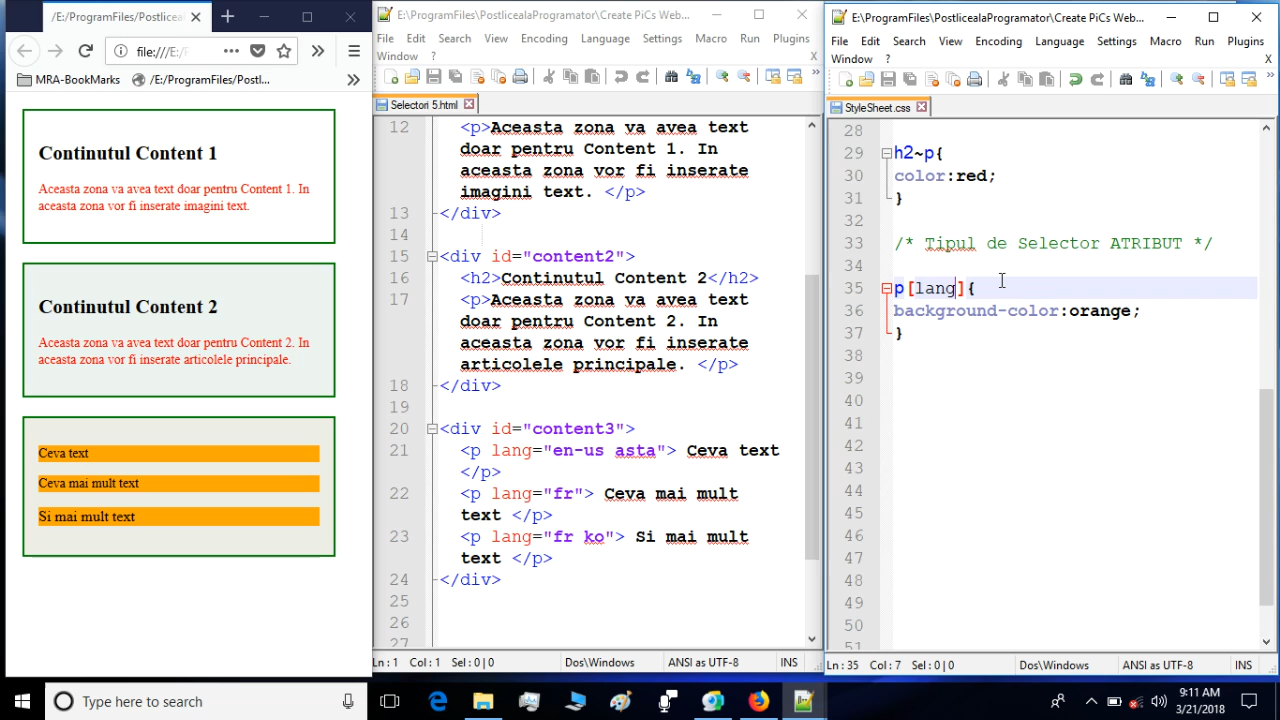 /E:/ProgramFiles/Postliceala
file:///E:/
MRA-BookMarks
/E:/ProgramFiles/Postl...
Continutul Content 1
Aceasta zona va avea text doar pentru Content 1. In
aceasta zona vor fi inserate imagini text.
Continutul Content 2
Aceasta zona va avea text doar pentru Content 2. In
aceasta zona vor fi inserate articolele principale.
Ceva text
Ceva mai mult text
Si mai mult text
E:\ProgramFiles\PostlicealaProgramator\Create PiCs Web...
File Edit Search View Encoding Language Settings Macro Run Plugins
Window ? X
Selectori 5.html
12 <p>Aceasta zona va avea text
doar pentru Content 1. In
aceasta zona vor fi inserate
imagini text. </p>
13 </div>
14
15 <div id="content2">
16 <h2>Continutul Content 2</h2>
17 <p>Aceasta zona va avea text
doar pentru Content 2. In
aceasta zona vor fi inserate
articolele principale. </p>
18 </div>
19
20 <div id="content3">
21 <p lang="en-us asta"> Ceva text
</p>
22 <p lang="fr"> Ceva mai mult
text </p>
23 <p lang="fr ko"> Si mai mult
text </p>
24 </div>
25
26
27
Ln : 1 Col : 1 Sel : 0 | 0 Dos\Windows ANSI as UTF-8 INS
E:\ProgramFiles\PostlicealaProgramator\Create PiCs Web...
File Edit Search View Encoding Language Settings Macro Run Plugins
Window ? X
StyleSheet.css
28
29 h2~p{
30 color:red;
31 }
32
33 /* Tipul de Selector ATRIBUT */
34
35 p[lang]{
36 background-color:orange;
37 }
38
39
40
41
42
43
44
45
46
47
48
49
50
51
Ln : 35 Col : 7 Sel : 0 | 0 Dos\Windows ANSI as UTF-8 INS
Type here to search
9:11 AM
3/21/2018